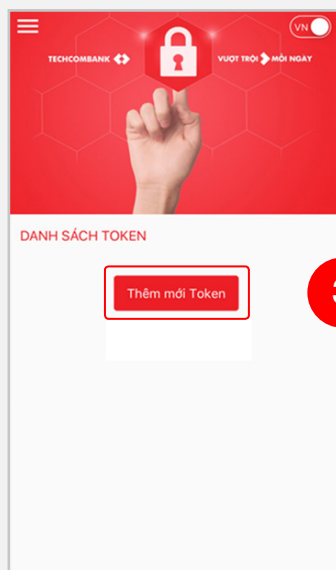 VN
TECHCOMBANK VƯỢT TRỘI MỖI NGÀY
DANH SÁCH TOKEN
Thêm mới Token